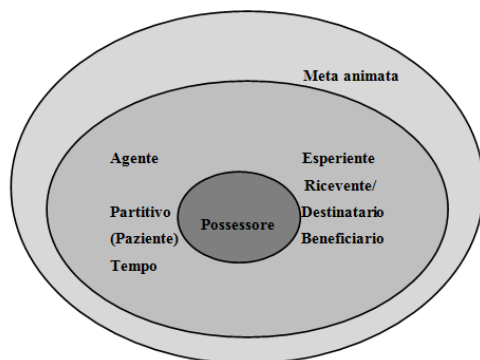 Meta animata
Agente
Esperiente
Ricevente/
Partitivo
Destinatario
Possessore
(Paziente)
Beneficiario
Tempo